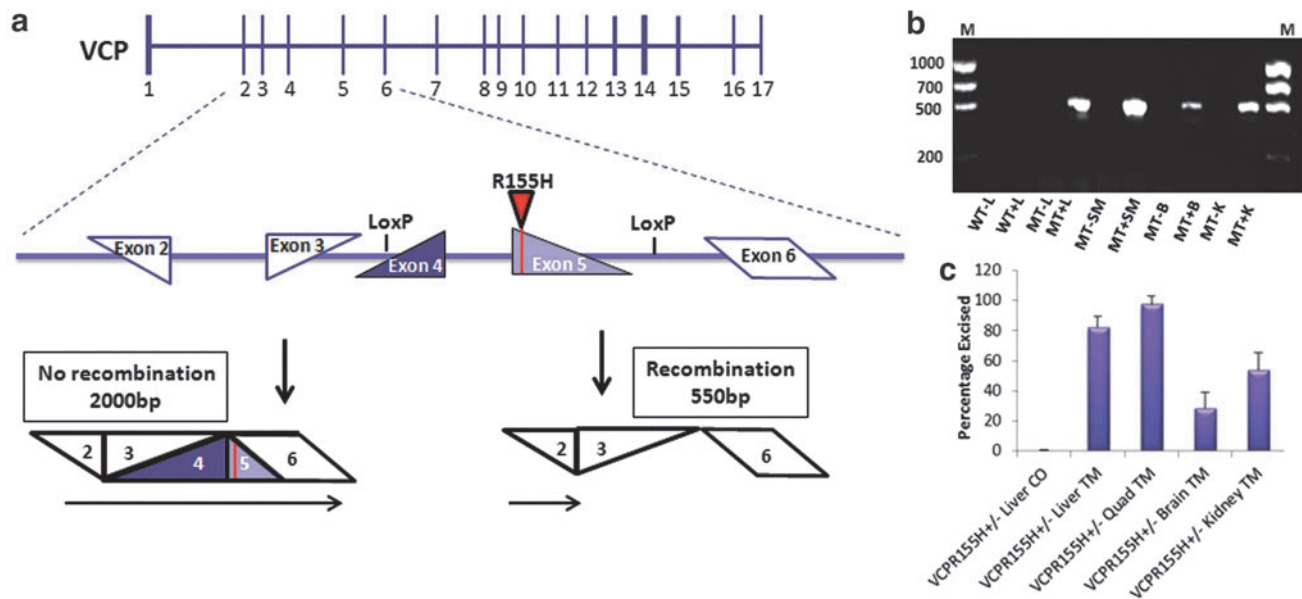 a
VCP
1 2 3 4 5 6 7 8 9 10 11 12 13 14 15 16 17
R155H
LoxP LoxP
Exon 2 Exon 3 Exon 4 Exon 5 Exon 6
No recombination
2000bp
Recombination
550bp
2 3 4 5 6
2 3 6
b
M M
1000
700
500
200
WT-L
WT+L
MT-L
MT+L
MT-SM
MT+SM
MT-B
MT+B
MT-K
MT+K
c
Percentage Excised
120
100
80
60
40
20
0
VCPR155H+/- Liver CO
VCPR155H+/- Liver TM
VCPR155H+/- Quad TM
VCPR155H+/- Brain TM
VCPR155H+/- Kidney TM